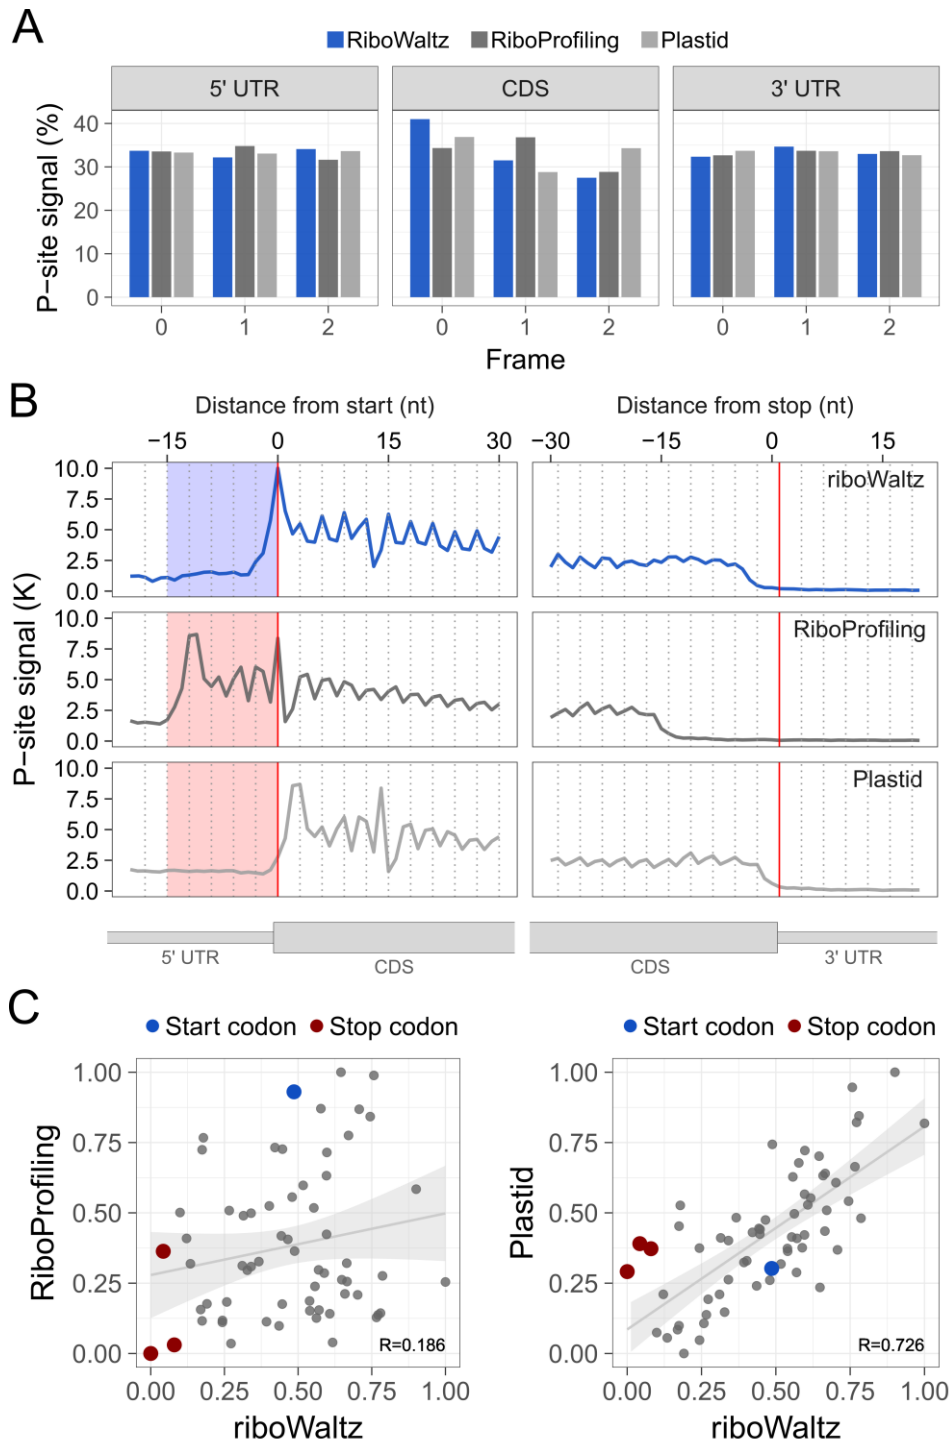 A
RiboWaltz RiboProfiling Plastid
5' UTR CDS 3' UTR
P-site signal (%)
40
30
20
10
0
0 1 2 0 1 2 0 1 2
Frame
B
Distance from start (nt) Distance from stop (nt)
−15 0 15 30 −30 −15 0 15
P-site signal (K)
10.0
7.5
5.0
2.5
0.0
riboWaltz
10.0
7.5
5.0
2.5
0.0
RiboProfiling
10.0
7.5
5.0
2.5
0.0
Plastid
5' UTR CDS CDS 3' UTR
C
Start codon Stop codon Start codon Stop codon
RiboProfiling
1.00
0.75
0.50
0.25
0.00
R=0.186
0.00 0.25 0.50 0.75 1.00
riboWaltz
Plastid
1.00
0.75
0.50
0.25
0.00
R=0.726
0.00 0.25 0.50 0.75 1.00
riboWaltz